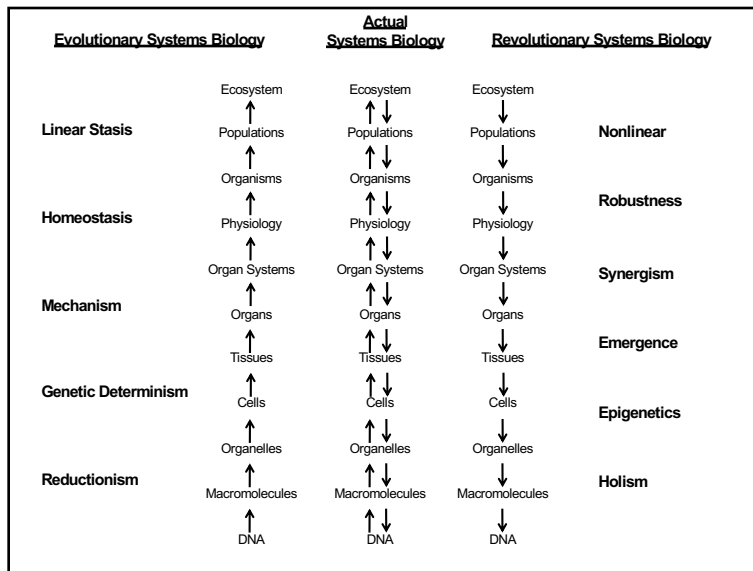 Actual
Evolutionary Systems Biology Systems Biology Revolutionary Systems Biology
Ecosystem Ecosystem Ecosystem
Linear Stasis Populations Populations Populations Nonlinear
Organisms Organisms Organisms
Robustness
Homeostasis Physiology Physiology Physiology
Organ Systems Organ Systems Organ Systems Synergism
Mechanism Organs Organs Organs
Emergence
Tissues Tissues Tissues
Genetic Determinism Cells Cells Cells Epigenetics
Organelles Organelles Organelles
Reductionism Holism
Macromolecules Macromolecules Macromolecules
DNA DNA DNA